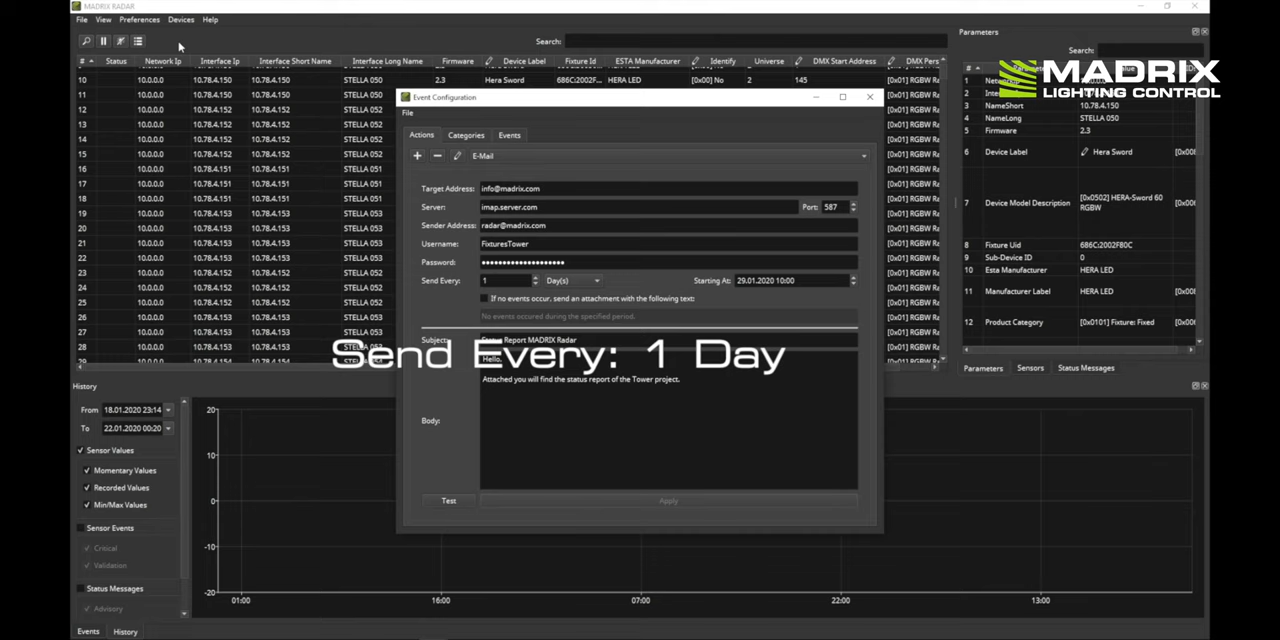 MADRIX RADAR
File View Preferences Devices Help
Search:
# Status Network Ip Interface Ip Interface Short Name Interface Long Name Firmware Device Label Fixture Id ESTA Manufacturer Identify Universe DMX Start Address DMX Pers
10 10.0.0.0 10.78.4.150 10.78.4.150 STELLA 050 2.3 Hera Sword 686C:2002F... HERA LED [0x00] No 2 145 [0x01] RGBW Ra
11 10.0.0.0 10.78.4.150 10.78.4.150 STELLA 050
12 10.0.0.0 10.78.4.152 10.78.4.152 STELLA 052
13 10.0.0.0 10.78.4.152 10.78.4.152 STELLA 052
14 10.0.0.0 10.78.4.152 10.78.4.152 STELLA 052
15 10.0.0.0 10.78.4.152 10.78.4.152 STELLA 052
16 10.0.0.0 10.78.4.151 10.78.4.151 STELLA 051
17 10.0.0.0 10.78.4.151 10.78.4.151 STELLA 051
18 10.0.0.0 10.78.4.151 10.78.4.151 STELLA 051
19 10.0.0.0 10.78.4.153 10.78.4.153 STELLA 053
20 10.0.0.0 10.78.4.153 10.78.4.153 STELLA 053
21 10.0.0.0 10.78.4.153 10.78.4.153 STELLA 053
22 10.0.0.0 10.78.4.152 10.78.4.152 STELLA 052
23 10.0.0.0 10.78.4.152 10.78.4.152 STELLA 052
24 10.0.0.0 10.78.4.152 10.78.4.152 STELLA 052
25 10.0.0.0 10.78.4.152 10.78.4.152 STELLA 052
26 10.0.0.0 10.78.4.153 10.78.4.153 STELLA 053
27 10.0.0.0 10.78.4.153 10.78.4.153 STELLA 053
28 10.0.0.0 10.78.4.153 10.78.4.153 STELLA 053
Event Configuration
File
Actions Categories Events
E-Mail
Target Address: info@madrix.com
Server: imap.server.com Port: 587
Sender Address: radar@madrix.com
Username: FixturesTower
Password: ••••••••••••••••••••
Send Every: 1 Day(s) Starting At: 29.01.2020 10:00
If no events occur, send an attachment with the following text:
No events occured during the specified period.
Subject: Status Report MADRIX Radar
Hello,
Attached you will find the status report of the Tower project.
Body:
Test Apply
Send Every: 1 Day
Parameters
Search:
MADRIX
LIGHTING CONTROL
3 NameShort 10.78.4.150
4 NameLong STELLA 050
5 Firmware 2.3
6 Device Label Hera Sword
7 Device Model Description [0x0502] HERA-Sword 60 RGBW
8 Fixture Uid 686C:2002F80C
9 Sub-Device ID 0
10 Esta Manufacturer HERA LED
11 Manufacturer Label HERA LED
12 Product Category [0x0101] Fixture: Fixed
Parameters Sensors Status Messages
History
From 18.01.2020 23:14
To 22.01.2020 00:20
Sensor Values
Momentary Values
Recorded Values
Min/Max Values
Sensor Events
Critical
Validation
Status Messages
Advisory
20
10
0
-10
-20
01:00 16:00 07:00 22:00 13:00
Events History